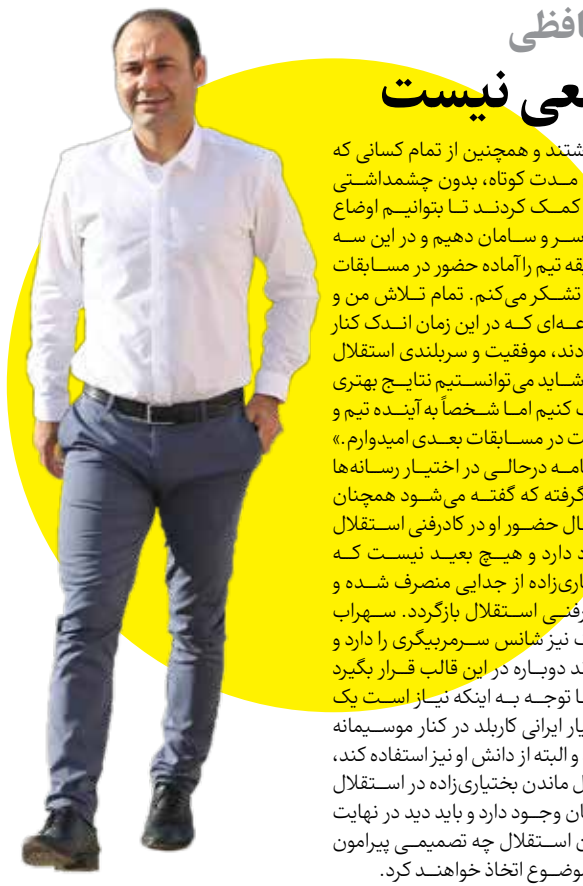 افظی
عی نیست
شتند و همچنین از تمام کسانی که
مدت کوتاه، بدون چشمداشتی
کمک کردند تا بتوانیم اوضاع
سر و سامان دهیم و در این سه
قه تیم را آماده حضور در مسابقات
تشکر می‌کنم. تمام تلاش من و
عه‌ای که در این زمان اندک کنار
دند، موفقیت و سربلندی استقلال
شاید می‌توانستیم نتایج بهتری
کنیم اما شخصاً به آینده تیم و
ت در مسابقات بعدی امیدوارم.»
امه درحالی در اختیار رسانه‌ها
گرفته که گفته می‌شود همچنان
ال حضور او در کادرفنی استقلال
د دارد و هیچ بعید نیست که
اری‌زاده از جدایی منصرف شده و
رفنی استقلال بازگردد. سهراب
نیز شانس سرمربیگری را دارد و
ند دوباره در این قالب قرار بگیرد
ا توجه به اینکه نیاز است یک
یار ایرانی کاربلد در کنار موسیمانه
و البته از دانش او نیز استفاده کند،
ل ماندن بختیاری‌زاده در استقلال
ان وجود دارد و باید دید در نهایت
ن استقلال چه تصمیمی پیرامون
وضوع اتخاذ خواهند کرد.